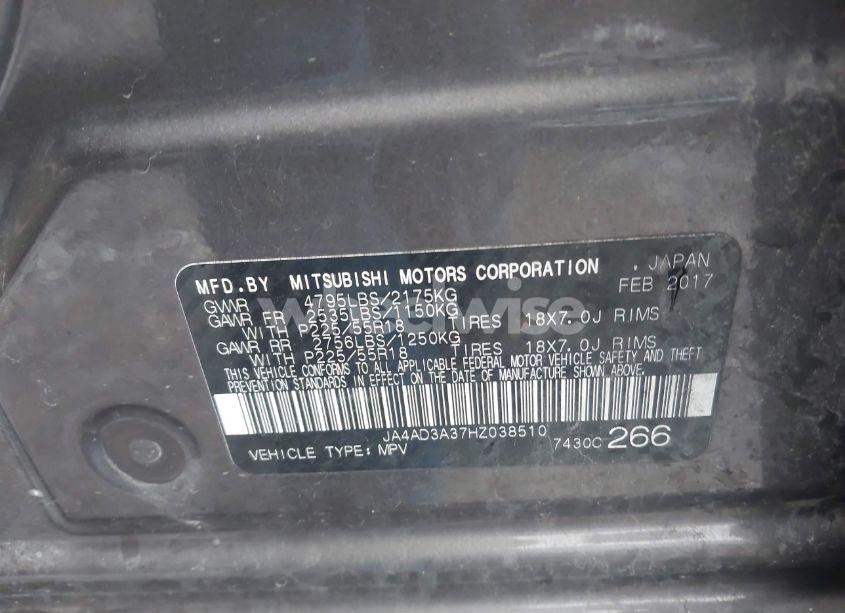 MFD.BY MITSUBISHI MOTORS CORPORATION , JAPAN
GVWR 4795LBS/2175KG FEB 2017
GAWR FR 2535LBS/1150KG
WITH P225/55R18 TIRES 18X7.0J RIMS
GAWR RR 2756LBS/1250KG
WITH P225/55R18 TIRES 18X7.0J RIMS
THIS VEHICLE CONFORMS TO ALL APPLICABLE FEDERAL MOTOR VEHICLE SAFETY AND THEFT
PREVENTION STANDARDS IN EFFECT ON THE DATE OF MANUFACTURE SHOWN ABOVE.
JA4AD3A37HZ038510
VEHICLE TYPE: MPV 7430C 266